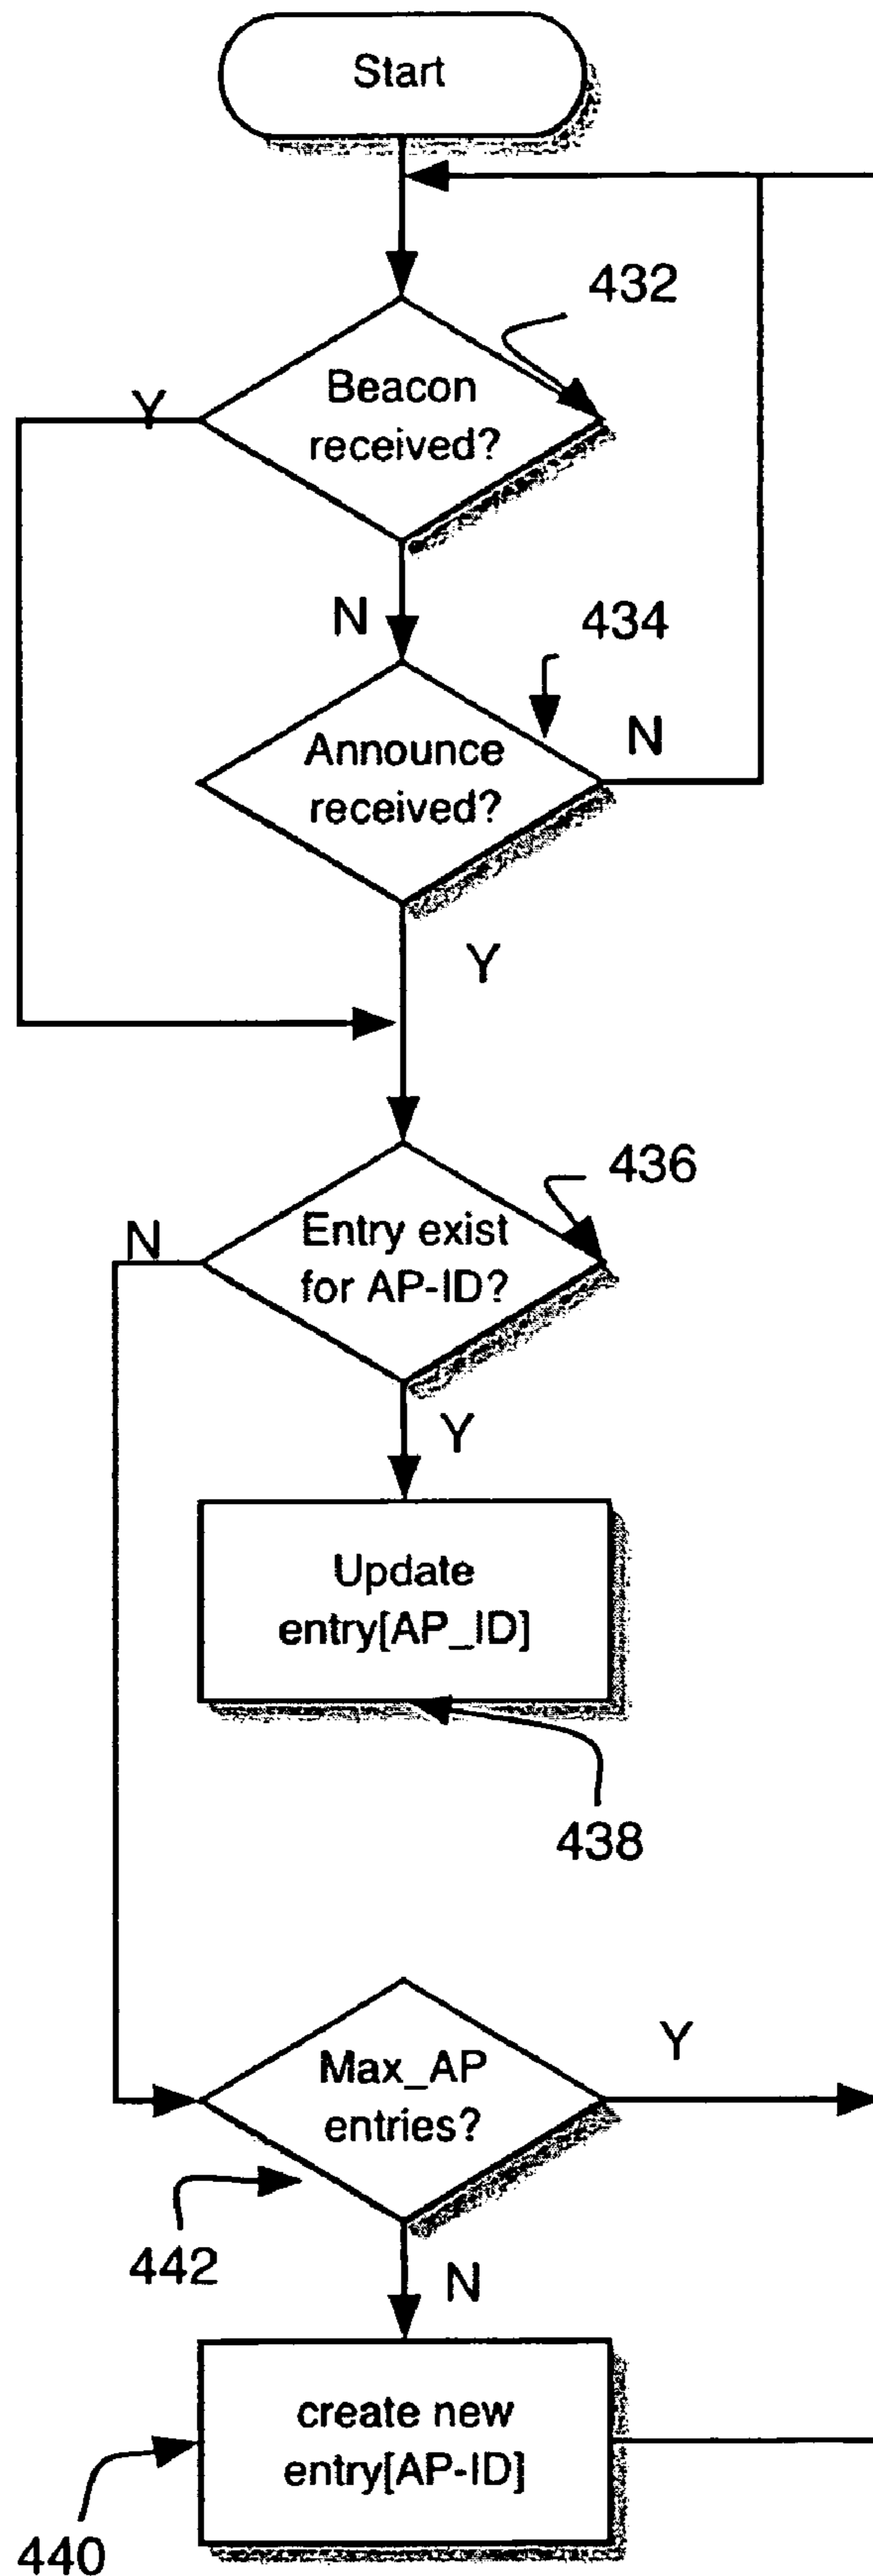 Start
432
Beacon
received?
Y
N
434
Announce
received?
N
Y
436
Entry exist
for AP-ID?
N
Y
Update
entry[AP_ID]
438
Max_AP
entries?
Y
442
N
create new
entry[AP-ID]
440